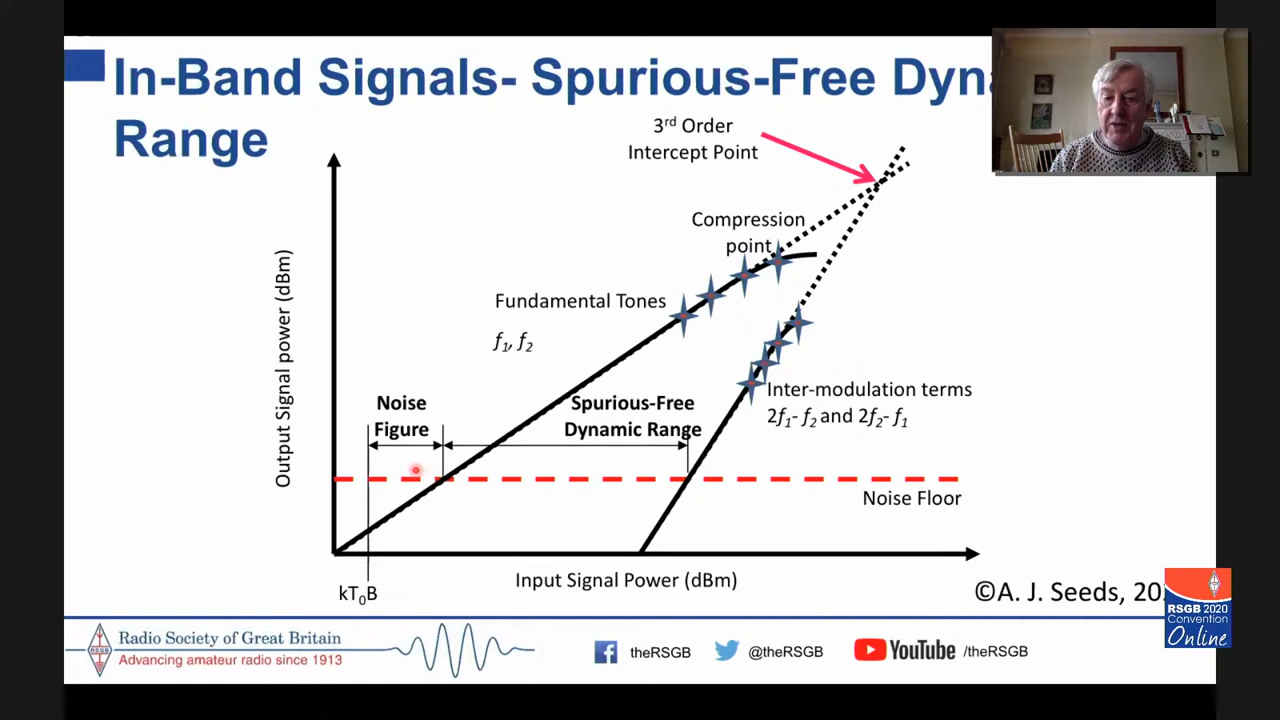 In-Band Signals- Spurious-Free
Range
3rd Order
Intercept Point
Compression
point
Fundamental Tones
f1, f2
Noise
Figure
Spurious-Free
Dynamic Range
Inter-modulation terms
2f1- f2 and 2f2- f1
Noise Floor
Output Signal power (dBm)
Input Signal Power (dBm)
kT0B
©A. J. Seeds,
RSGB 2020
Convention
Online
RSGB
Radio Society of Great Britain
Advancing amateur radio since 1913
theRSGB
@theRSGB
YouTube /theRSGB